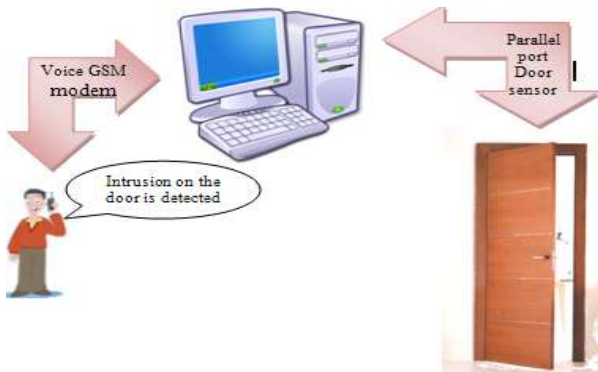 Voice GSM
modem
Parallel
port
Door
sensor
Intrusion on the
door is detected